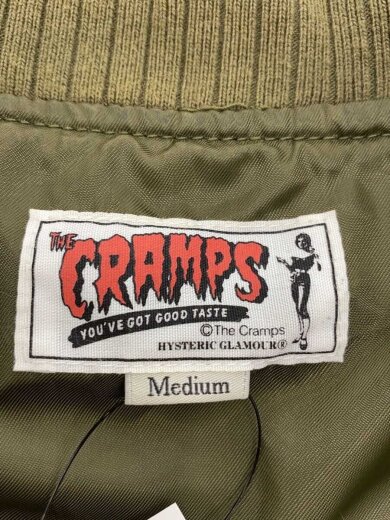 THE
CRAMPS
YOU'VE GOT GOOD TASTE
©The Cramps
HYSTERIC GLAMOUR®
Medium